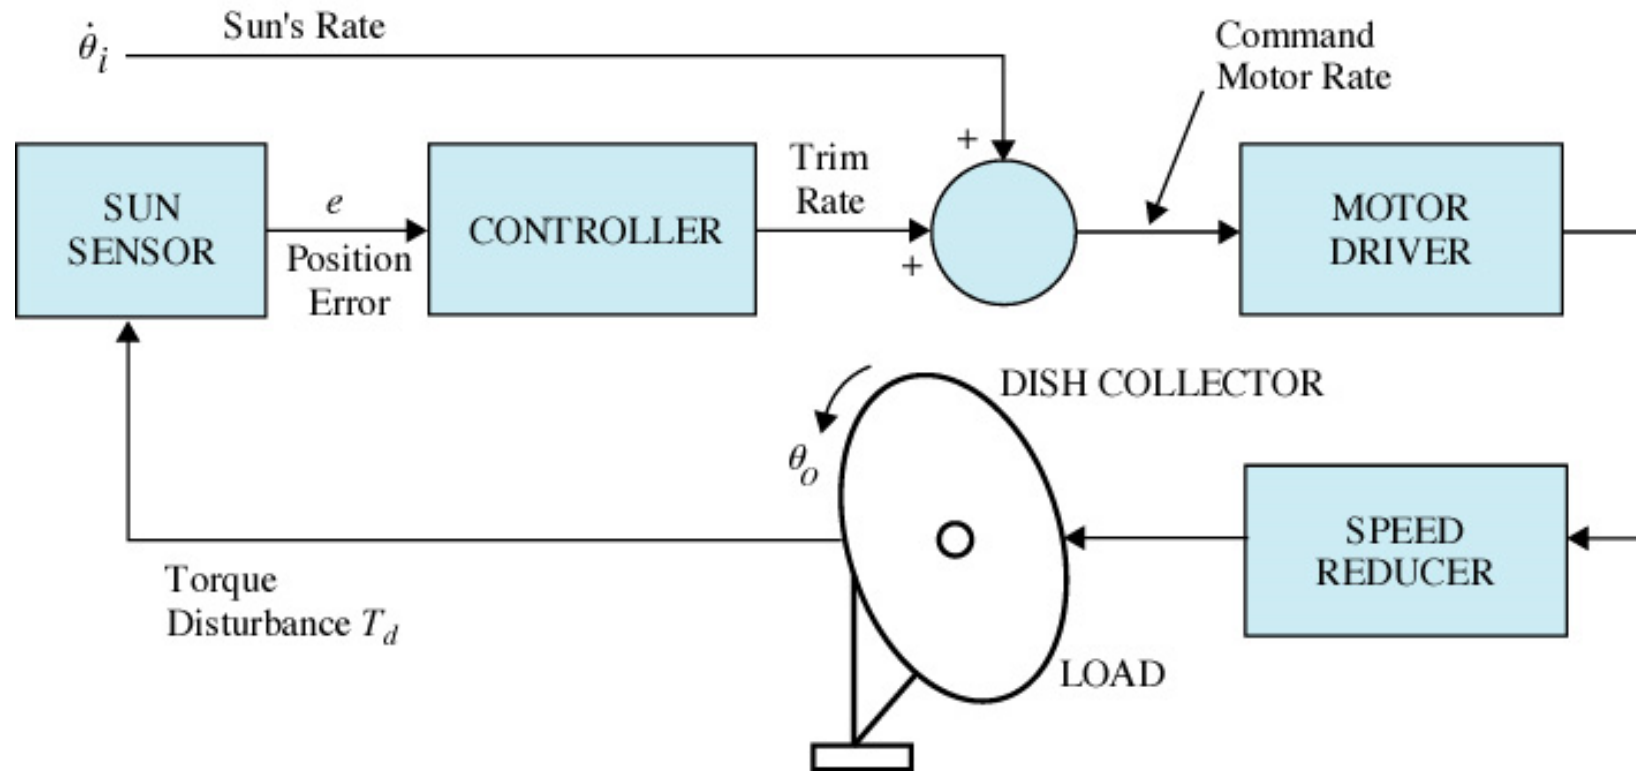 θ̇i
Sun's Rate
Command
Motor Rate
+
Trim
Rate
SUN
SENSOR
e
Position
Error
CONTROLLER
+
MOTOR
DRIVER
DISH COLLECTOR
θo
SPEED
REDUCER
Torque
Disturbance Td
LOAD